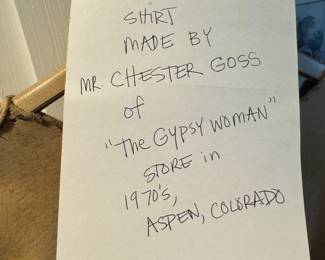 SHIRT
MADE BY
MR. CHESTER GOSS
of
"The GYPSY WOMAN"
STORE in
1970's,
ASPEN, COLORADO